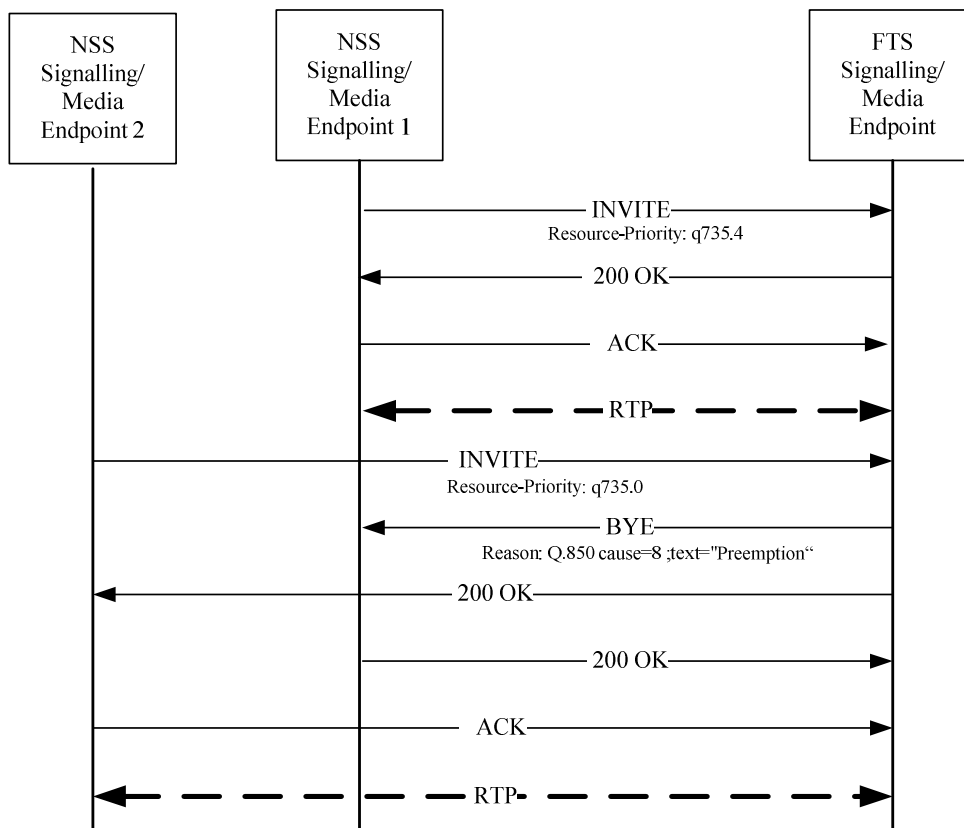 NSS
Signalling/
Media
Endpoint 2
NSS
Signalling/
Media
Endpoint 1
FTS
Signalling/
Media
Endpoint
INVITE
Resource-Priority: q735.4
200 OK
ACK
RTP
INVITE
Resource-Priority: q735.0
BYE
Reason: Q.850 cause=8 ;text="Preemption“
200 OK
200 OK
ACK
RTP